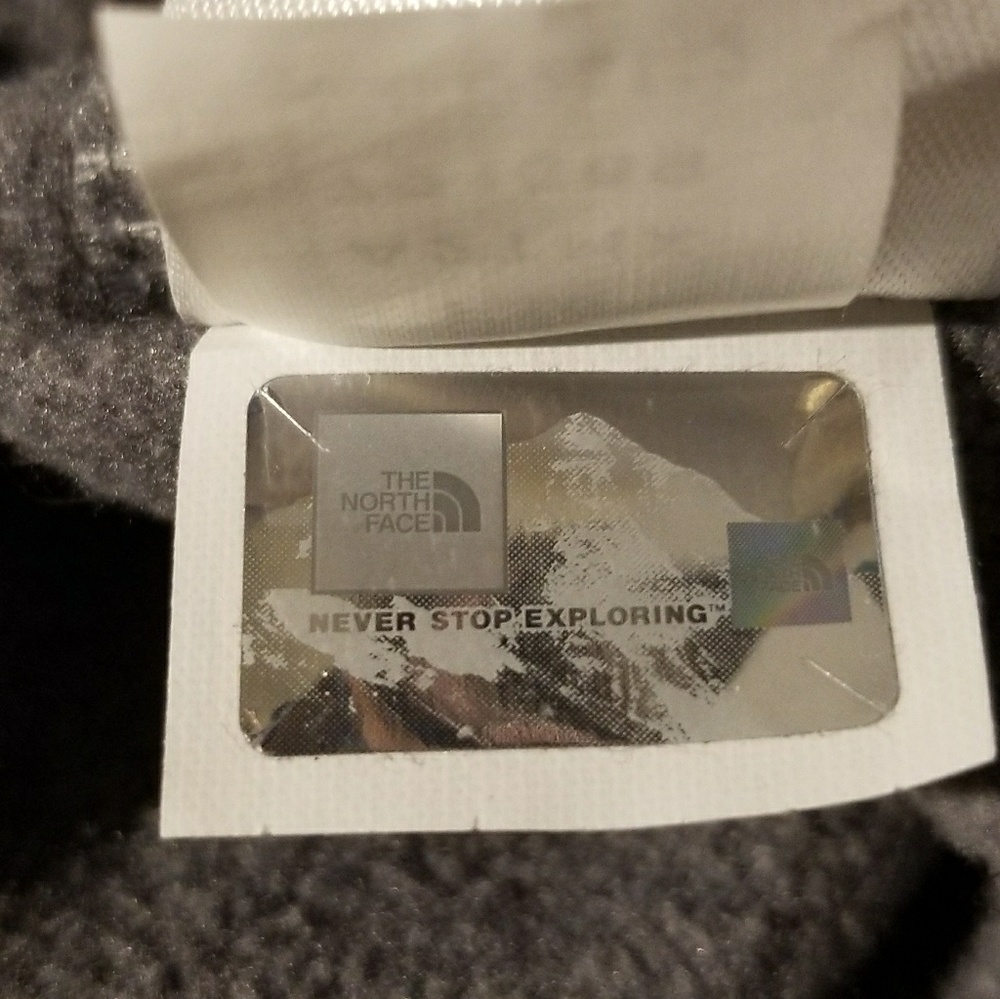 THE
NORTH
FACE
NEVER STOP EXPLORING™